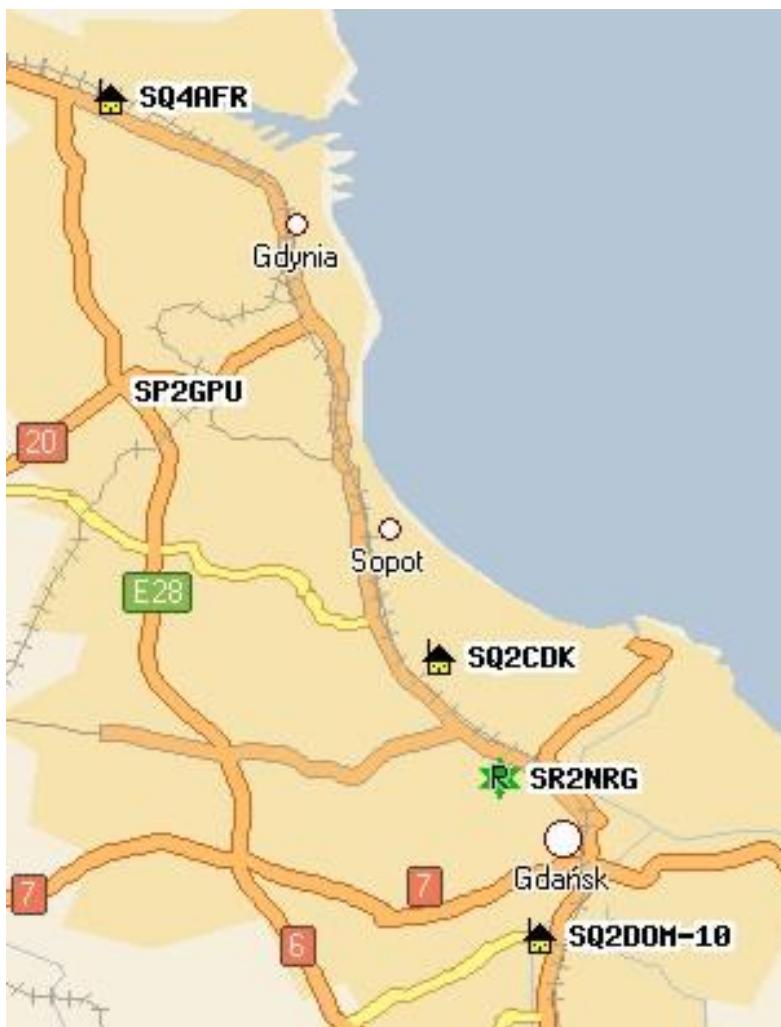 SQ4AFR
Gdynia
SP2GPU
20
Sopot
E28
SQ2CDK
R SR2NRG
7
7
Gdańsk
SQ2DOM-10
6